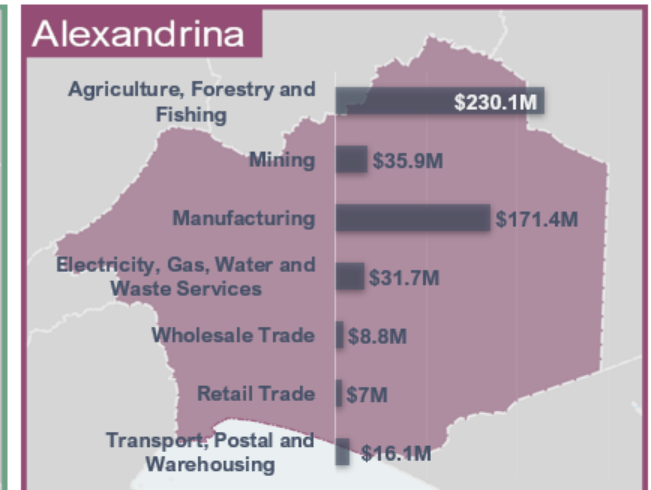 Alexandrina
Agriculture, Forestry and
Fishing
$230.1M
Mining
$35.9M
Manufacturing
$171.4M
Electricity, Gas, Water and
Waste Services
$31.7M
Wholesale Trade
$8.8M
Retail Trade
$7M
Transport, Postal and
Warehousing
$16.1M